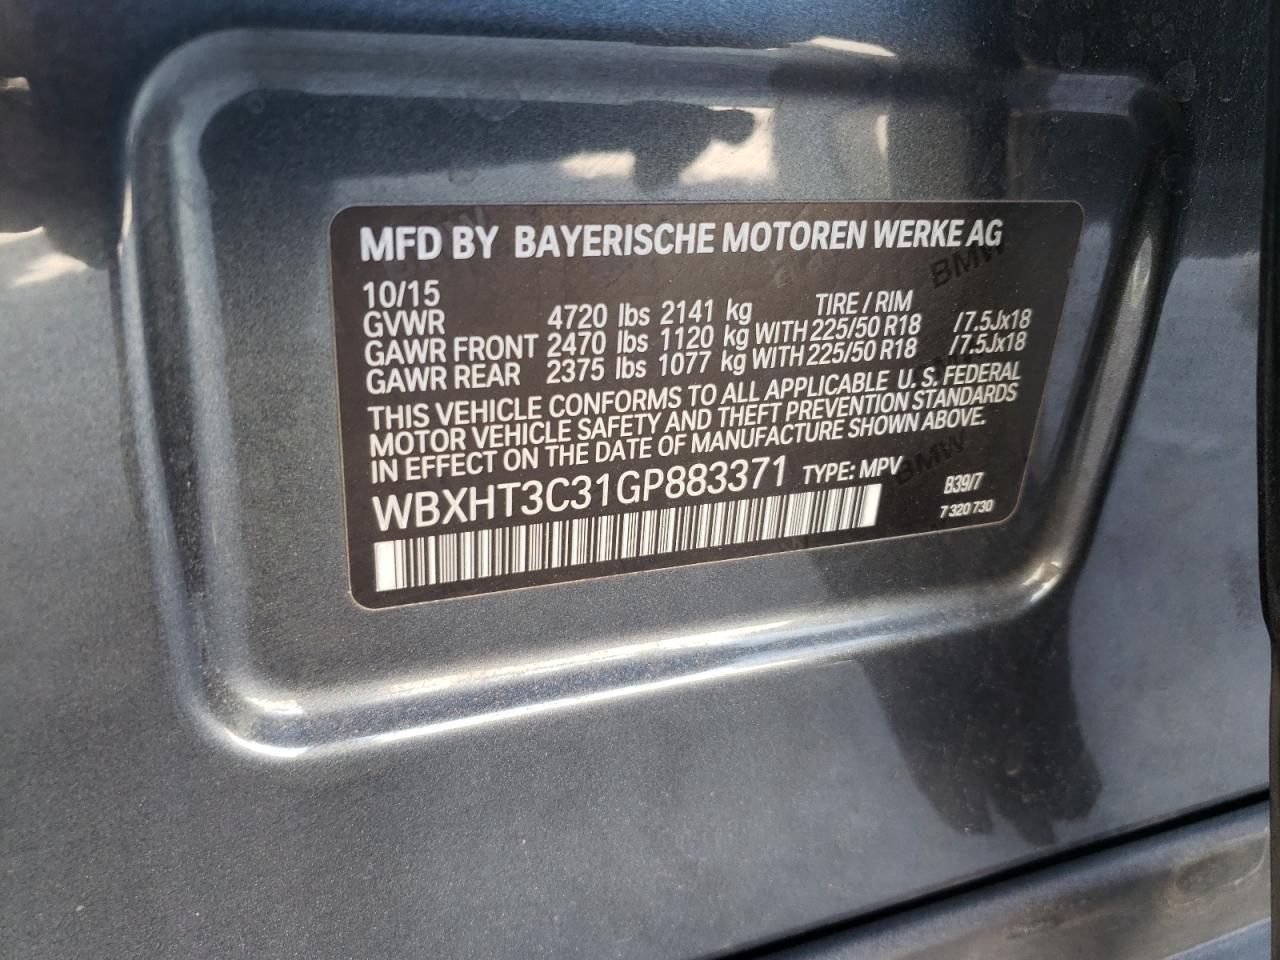 MFD BY BAYERISCHE MOTOREN WERKE AG
10/15
GVWR 4720 lbs 2141 kg TIRE / RIM
GAWR FRONT 2470 lbs 1120 kg WITH 225/50 R18 /7.5Jx18
GAWR REAR 2375 lbs 1077 kg WITH 225/50 R18 /7.5Jx18
THIS VEHICLE CONFORMS TO ALL APPLICABLE U.S. FEDERAL
MOTOR VEHICLE SAFETY AND THEFT PREVENTION STANDARDS
IN EFFECT ON THE DATE OF MANUFACTURE SHOWN ABOVE.
WBXHT3C31GP883371 TYPE: MPV B39/7
7 320 730
BMW
BMW
BMW